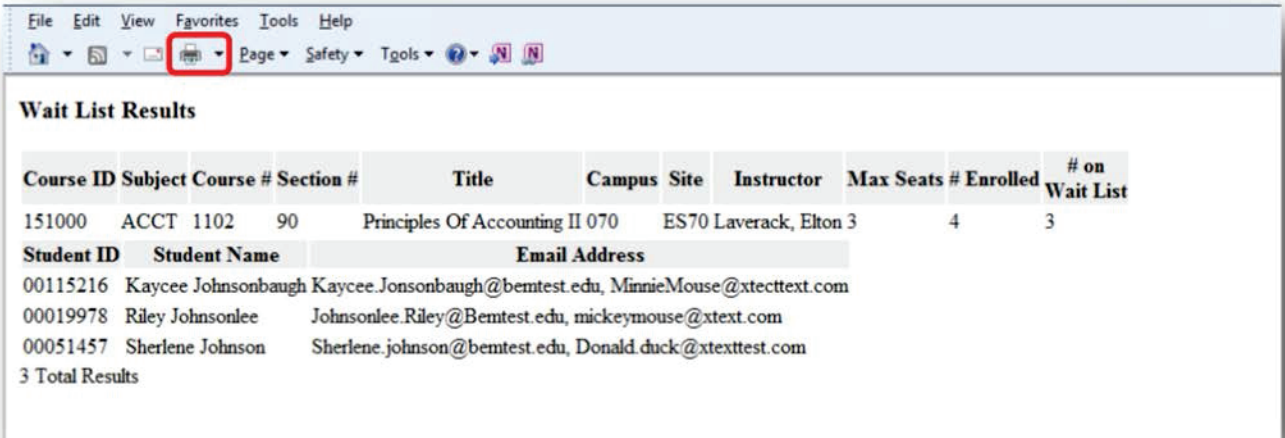 File Edit View Favorites Tools Help
Page Safety Tools ? N N
Wait List Results
Course ID Subject Course # Section # Title Campus Site Instructor Max Seats # Enrolled # on Wait List
151000 ACCT 1102 90 Principles Of Accounting II 070 ES70 Laverack, Elton 3 4 3
Student ID Student Name Email Address
00115216 Kaycee Johnsonbaugh Kaycee.Jonsonbaugh@bemtest.edu, MinnieMouse@xtecttext.com
00019978 Riley Johnsonlee Johnsonlee.Riley@Bemtest.edu, mickeymouse@xtext.com
00051457 Sherlene Johnson Sherlene.johnson@bemtest.edu, Donald.duck@xtexttest.com
3 Total Results